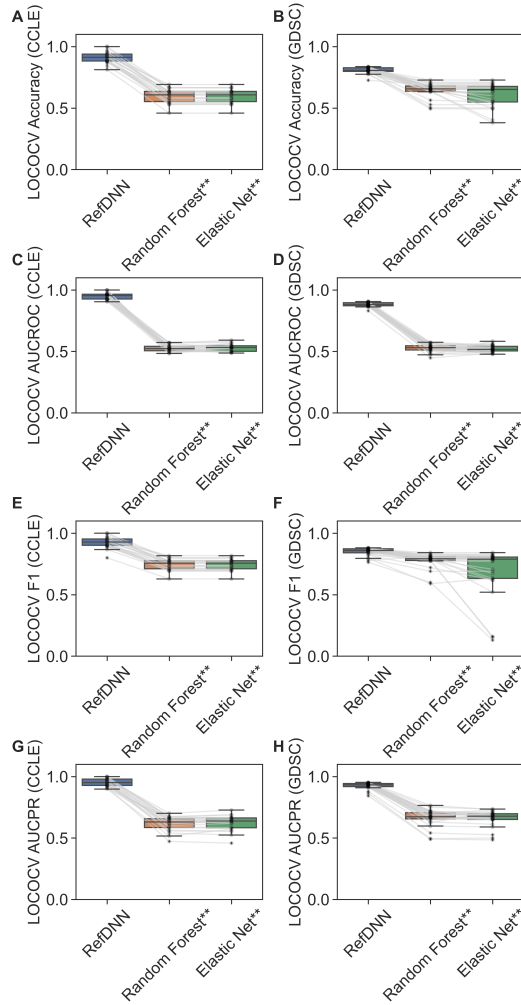 A
LOCOCV Accuracy (CCLE)
1.0
0.5
0.0
RefDNN
Random Forest**
Elastic Net**
B
LOCOCV Accuracy (GDSC)
1.0
0.5
0.0
RefDNN
Random Forest**
Elastic Net**
C
LOCOCV AUCROC (CCLE)
1.0
0.5
0.0
RefDNN
Random Forest**
Elastic Net**
D
LOCOCV AUCROC (GDSC)
1.0
0.5
0.0
RefDNN
Random Forest**
Elastic Net**
E
LOCOCV F1 (CCLE)
1.0
0.5
0.0
RefDNN
Random Forest**
Elastic Net**
F
LOCOCV F1 (GDSC)
1.0
0.5
0.0
RefDNN
Random Forest**
Elastic Net**
G
LOCOCV AUCPR (CCLE)
1.0
0.5
0.0
RefDNN
Random Forest**
Elastic Net**
H
LOCOCV AUCPR (GDSC)
1.0
0.5
0.0
RefDNN
Random Forest**
Elastic Net**